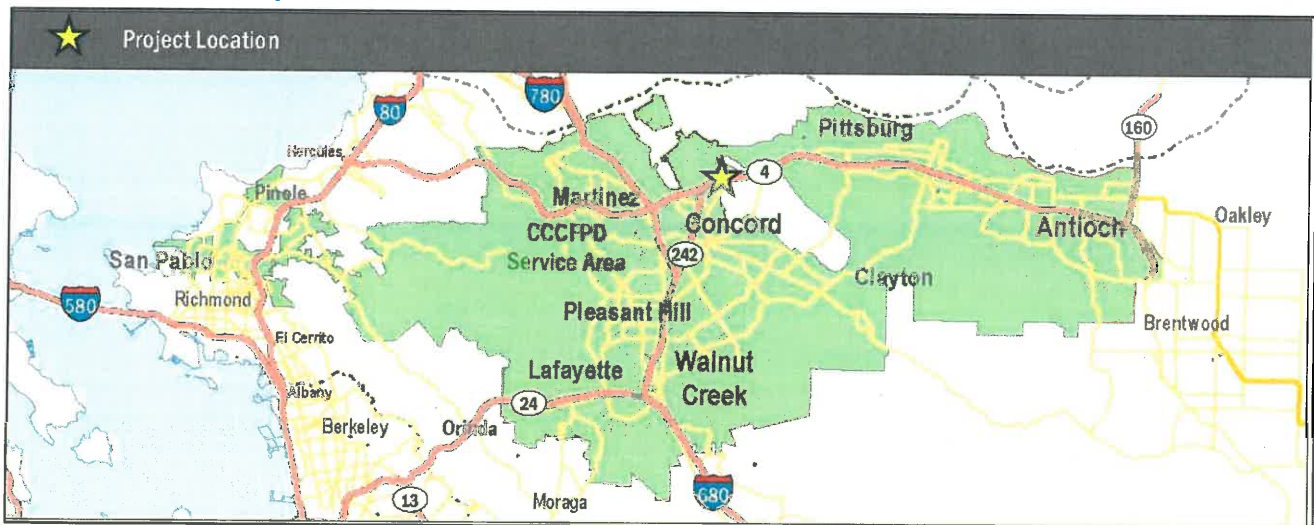 Project Location
80
780
Hercules
Pittsburg
160
Pinole
4
Martinez
Concord
Oakley
Antioch
CCCFPD
Service Area
242
San Pablo
Clayton
Richmond
580
Pleasant Hill
Brentwood
El Cerrito
Lafayette
Walnut
Creek
Albany
24
Berkeley
Orinda
680
13
Moraga